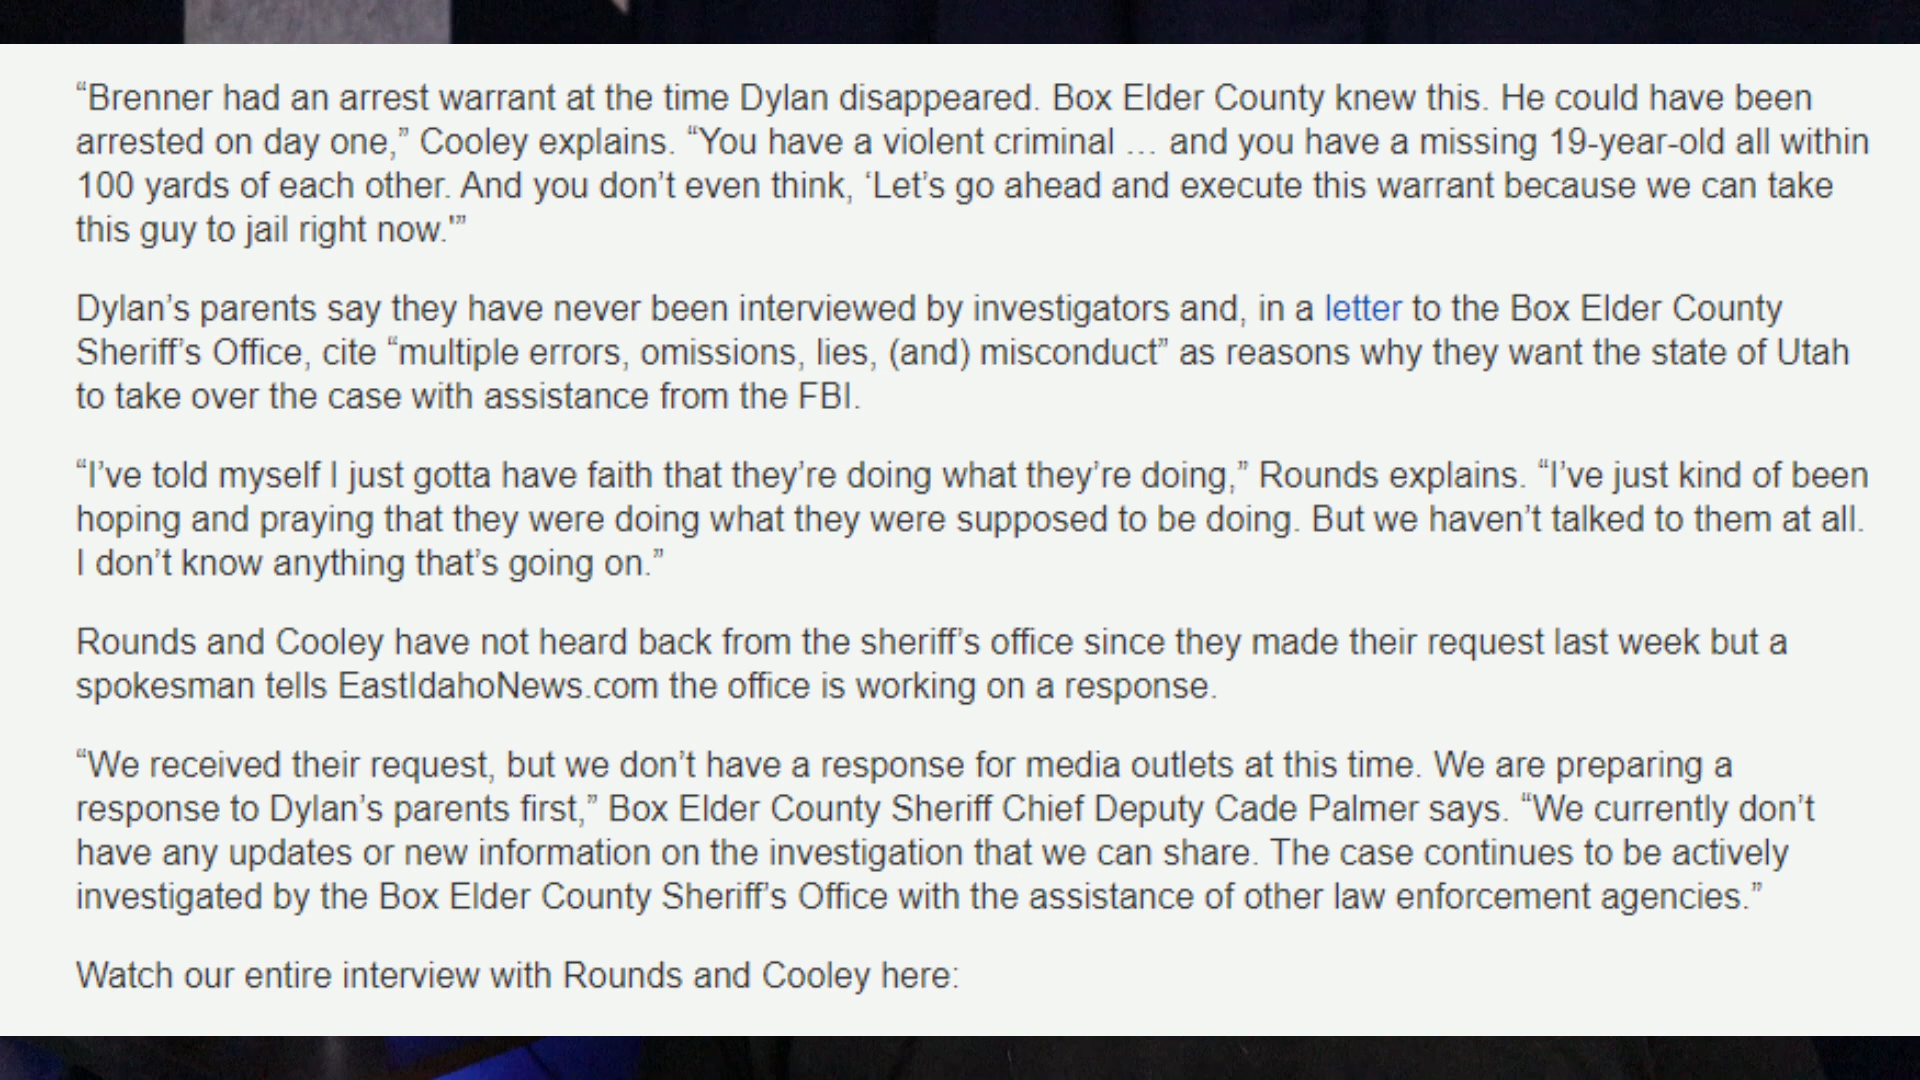 “Brenner had an arrest warrant at the time Dylan disappeared. Box Elder County knew this. He could have been
arrested on day one,” Cooley explains. “You have a violent criminal … and you have a missing 19-year-old all within
100 yards of each other. And you don’t even think, ‘Let’s go ahead and execute this warrant because we can take
this guy to jail right now.'”
Dylan’s parents say they have never been interviewed by investigators and, in a letter to the Box Elder County
Sheriff’s Office, cite “multiple errors, omissions, lies, (and) misconduct” as reasons why they want the state of Utah
to take over the case with assistance from the FBI.
“I’ve told myself I just gotta have faith that they’re doing what they’re doing,” Rounds explains. “I’ve just kind of been
hoping and praying that they were doing what they were supposed to be doing. But we haven’t talked to them at all.
I don’t know anything that’s going on.”
Rounds and Cooley have not heard back from the sheriff’s office since they made their request last week but a
spokesman tells EastIdahoNews.com the office is working on a response.
“We received their request, but we don’t have a response for media outlets at this time. We are preparing a
response to Dylan’s parents first,” Box Elder County Sheriff Chief Deputy Cade Palmer says. “We currently don’t
have any updates or new information on the investigation that we can share. The case continues to be actively
investigated by the Box Elder County Sheriff’s Office with the assistance of other law enforcement agencies.”
Watch our entire interview with Rounds and Cooley here: